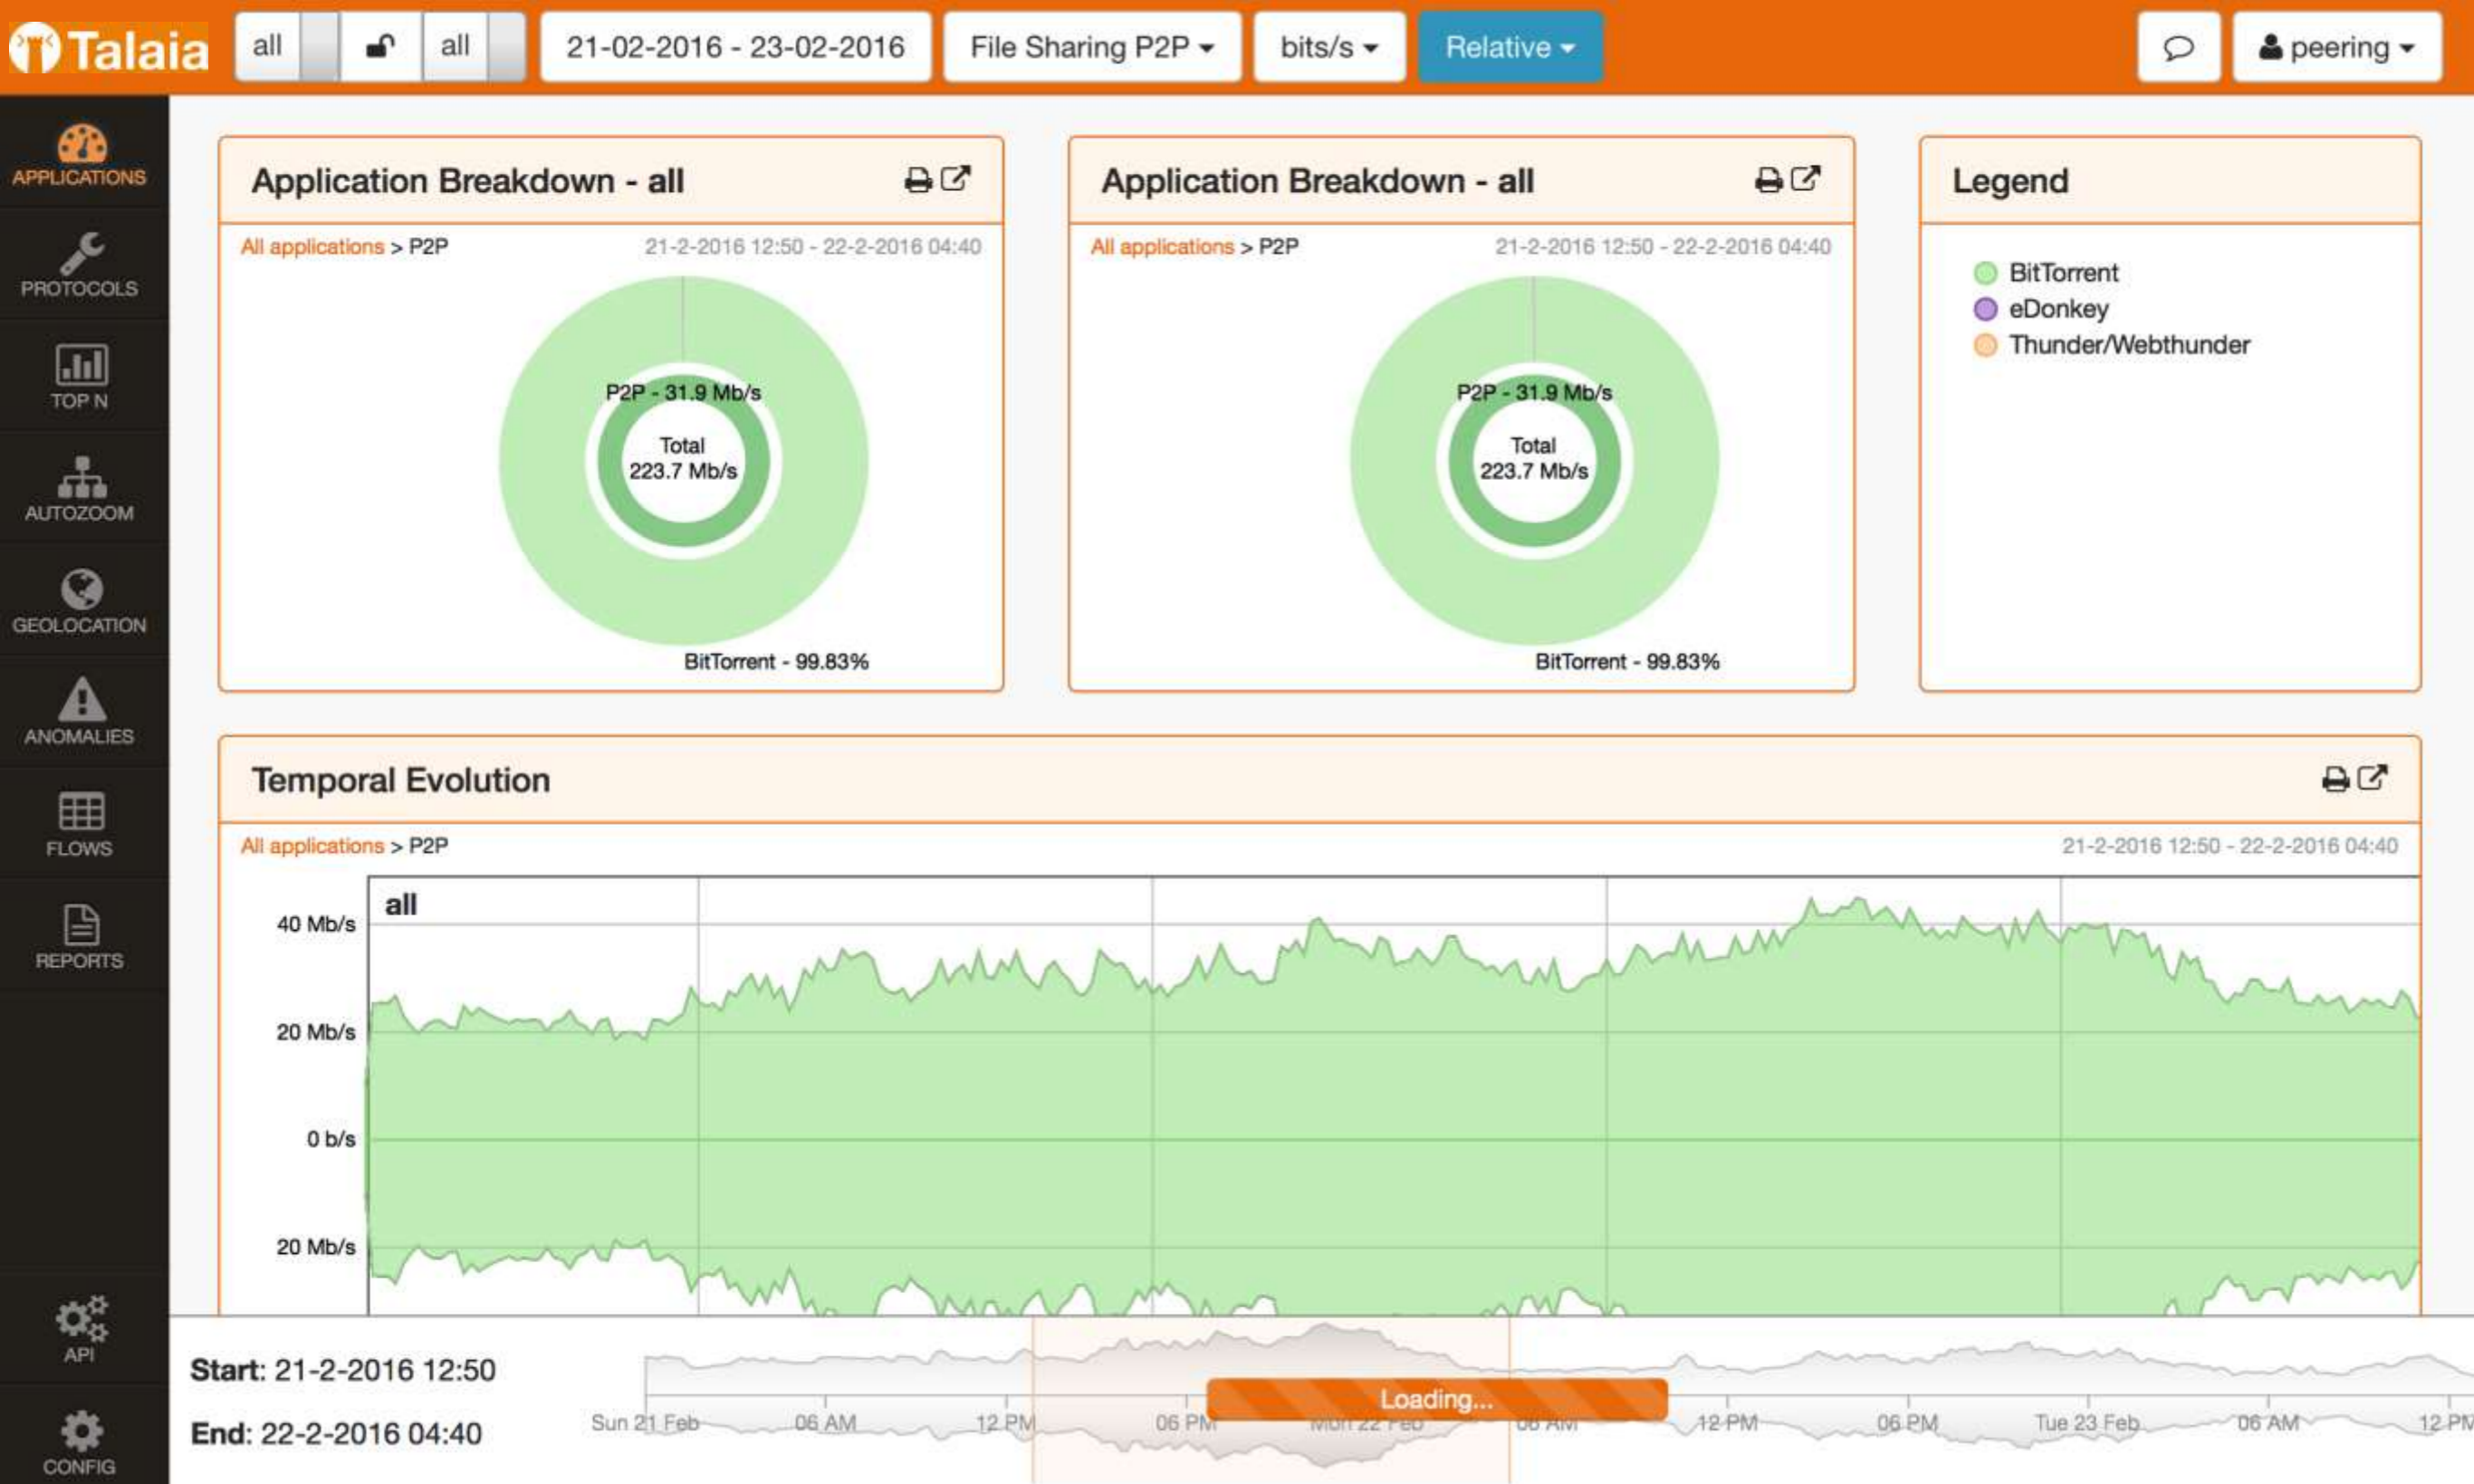 Talaia
all
all
21-02-2016 - 23-02-2016
File Sharing P2P
bits/s
Relative
peering
APPLICATIONS
PROTOCOLS
TOP N
AUTOZOOM
GEOLOCATION
ANOMALIES
FLOWS
REPORTS
API
CONFIG
Application Breakdown - all
All applications > P2P
21-2-2016 12:50 - 22-2-2016 04:40
P2P - 31.9 Mb/s
Total
223.7 Mb/s
BitTorrent - 99.83%
Application Breakdown - all
All applications > P2P
21-2-2016 12:50 - 22-2-2016 04:40
P2P - 31.9 Mb/s
Total
223.7 Mb/s
BitTorrent - 99.83%
Legend
BitTorrent
eDonkey
Thunder/Webthunder
Temporal Evolution
All applications > P2P
21-2-2016 12:50 - 22-2-2016 04:40
all
40 Mb/s
20 Mb/s
0 b/s
20 Mb/s
Start: 21-2-2016 12:50
End: 22-2-2016 04:40
Loading...
Sun 21 Feb
06 AM
12 PM
06 PM
Mon 22 Feb
06 AM
12 PM
06 PM
Tue 23 Feb
06 AM
12 PM